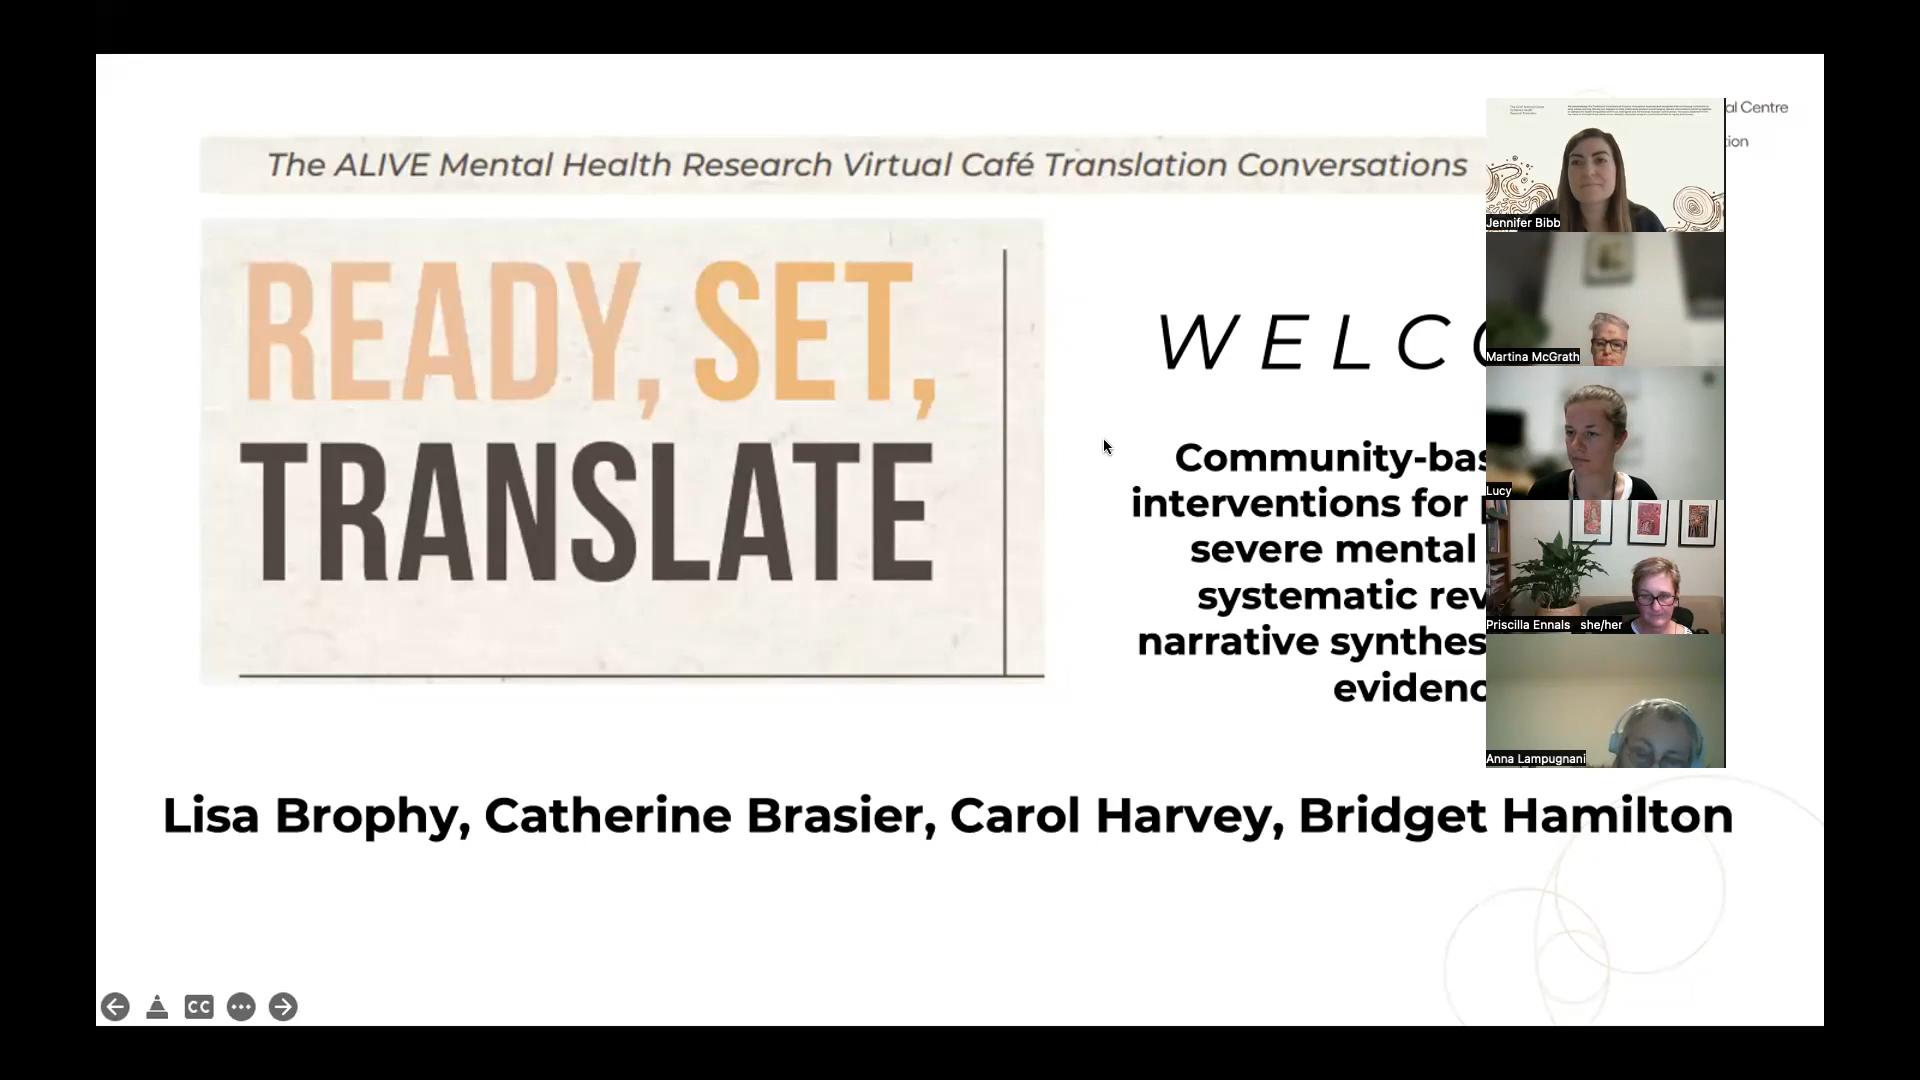 The ALIVE Mental Health Research Virtual Café Translation Conversations
al Centre
READY, SET,
TRANSLATE
WELC
Community-bas
interventions for
severe mental
systematic rev
narrative synthes
evidenc
Jennifer Bibb
Martina McGrath
Lucy
Priscilla Ennals she/her
Anna Lampugnani
Lisa Brophy, Catherine Brasier, Carol Harvey, Bridget Hamilton
CC